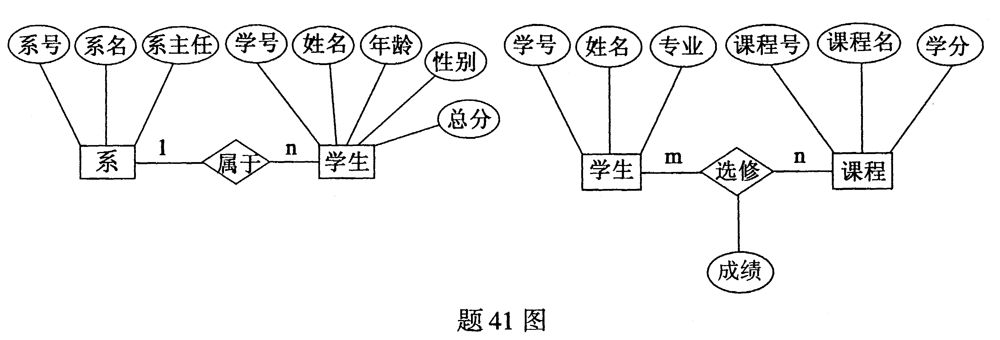 系号 系名 系主任 学号 姓名 年龄 性别 学号 姓名 专业 课程号 课程名 学分
总分
系 1 属于 n 学生 学生 m 选修 n 课程
成绩
题 41 图